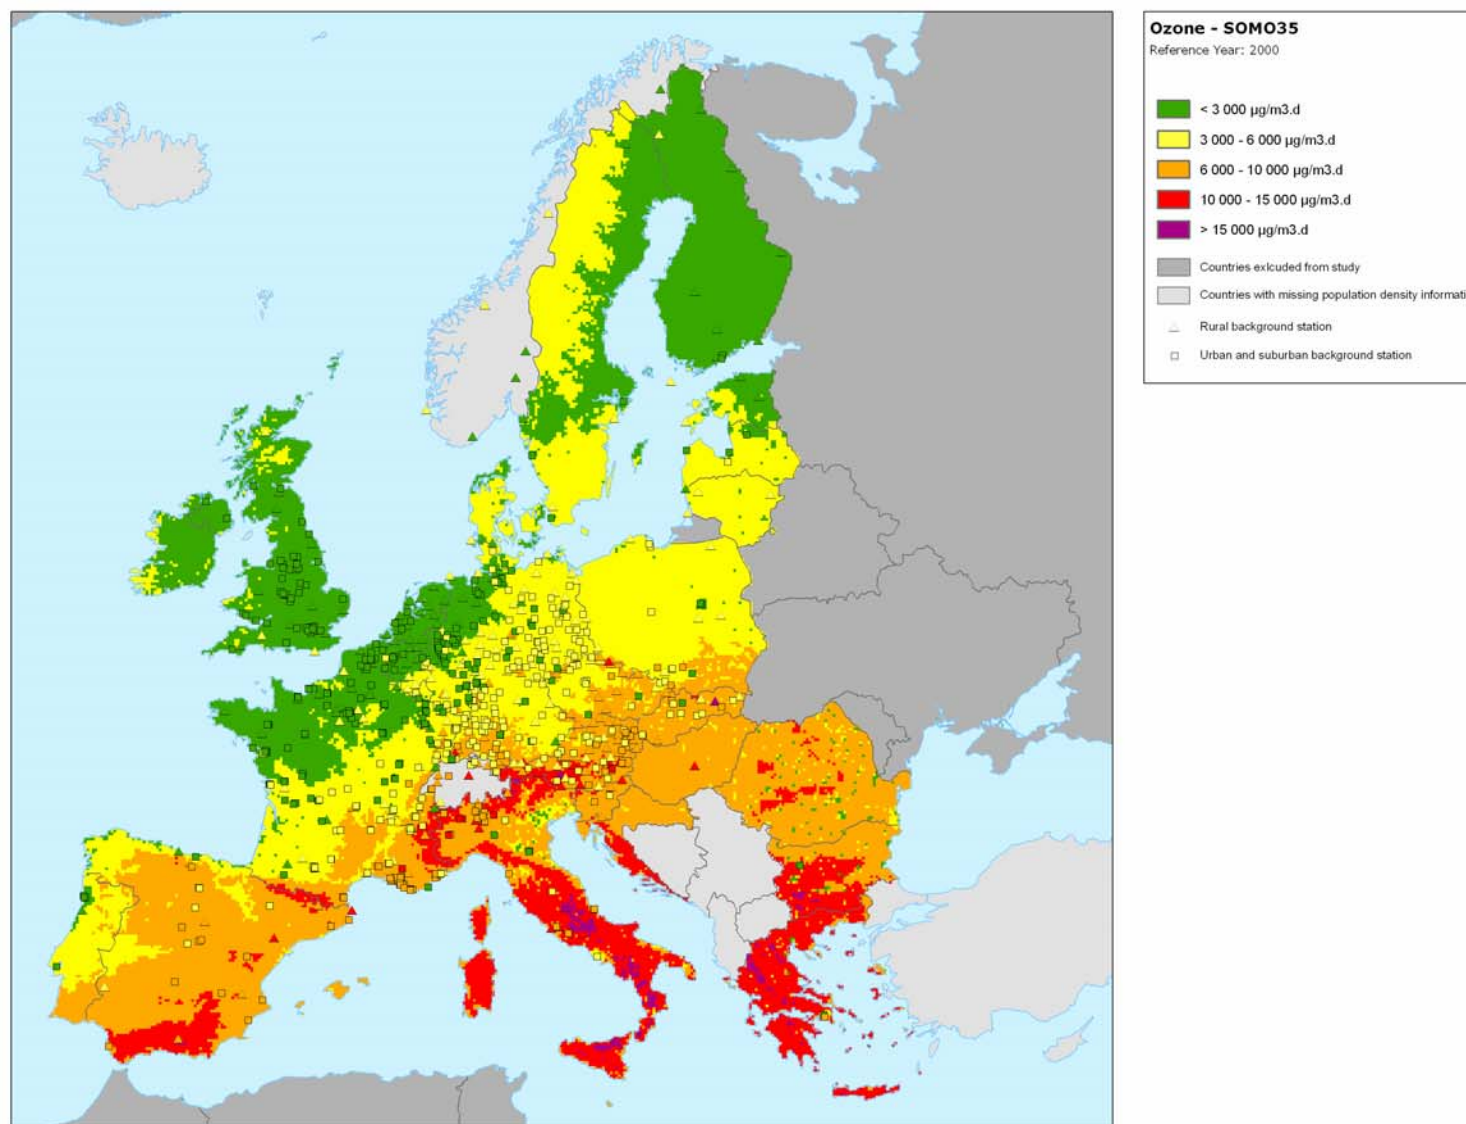 Ozone - SOMO35
Reference Year: 2000
< 3 000 µg/m3.d
3 000 - 6 000 µg/m3.d
6 000 - 10 000 µg/m3.d
10 000 - 15 000 µg/m3.d
> 15 000 µg/m3.d
Countries exlcuded from study
Countries with missing population density informati
Rural background station
Urban and suburban background station